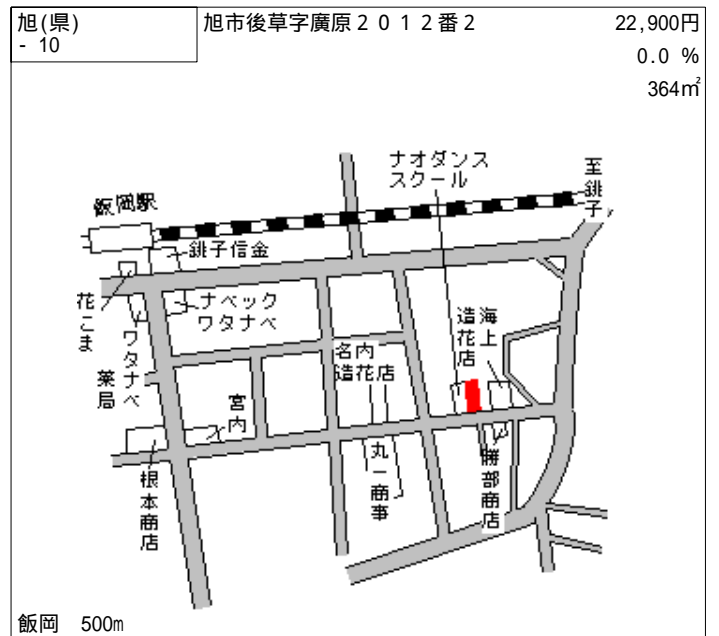 旭(県)
- 10
旭市後草字廣原２０１２番２
22,900円
0.0 %
364㎡
ナオダンス
スクール
至銚子
飯岡駅
銚子信金
花こま
ナベック
ワタナベ
ワタナベ
薬局
海上
造花店
名内
造花店
宮内
根本商店
丸一商事
勝部商店
飯岡　500m